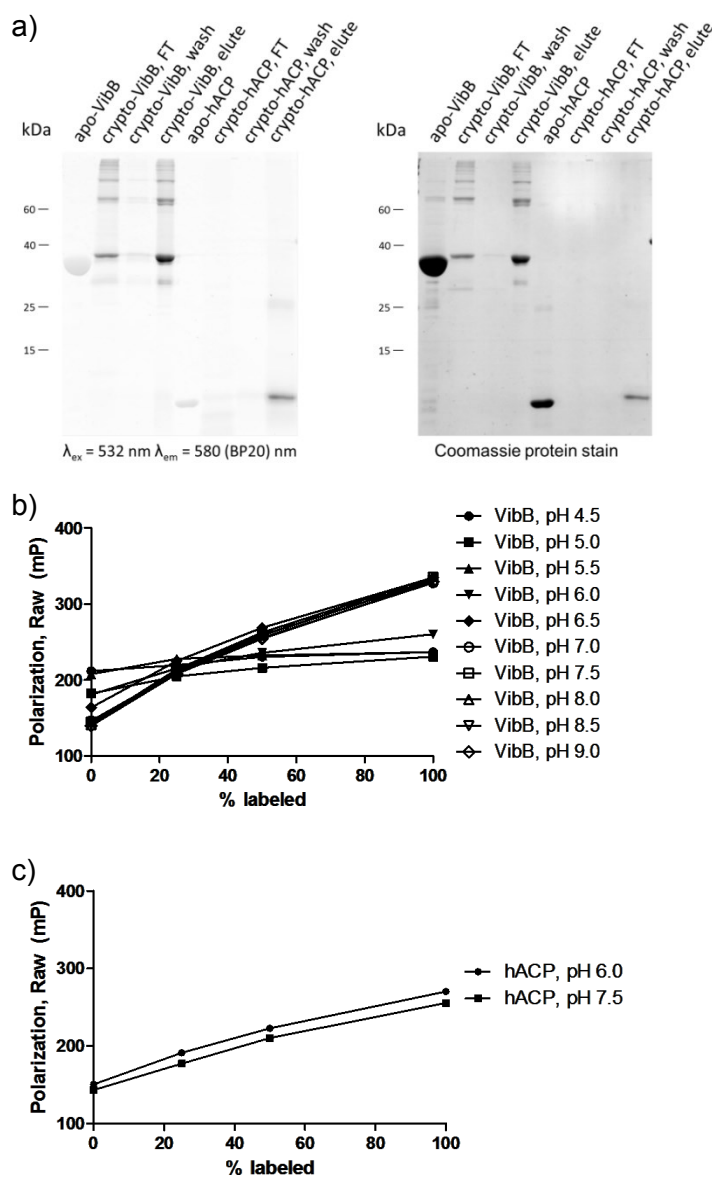 a)
apo-VibB
crypto-VibB, FT
crypto-VibB, wash
crypto-VibB, elute
apo-hACP
crypto-hACP, FT
crypto-hACP, wash
crypto-hACP, elute
kDa
60
40
25
15
λex = 532 nm λem = 580 (BP20) nm
apo-VibB
crypto-VibB, FT
crypto-VibB, wash
crypto-VibB, elute
apo-hACP
crypto-hACP, FT
crypto-hACP, wash
crypto-hACP, elute
kDa
60
40
25
15
Coomassie protein stain
b)
Polarization, Raw (mP)
400
300
200
100
0 20 40 60 80 100
% labeled
VibB, pH 4.5
VibB, pH 5.0
VibB, pH 5.5
VibB, pH 6.0
VibB, pH 6.5
VibB, pH 7.0
VibB, pH 7.5
VibB, pH 8.0
VibB, pH 8.5
VibB, pH 9.0
c)
Polarization, Raw (mP)
400
300
200
100
0 20 40 60 80 100
% labeled
hACP, pH 6.0
hACP, pH 7.5